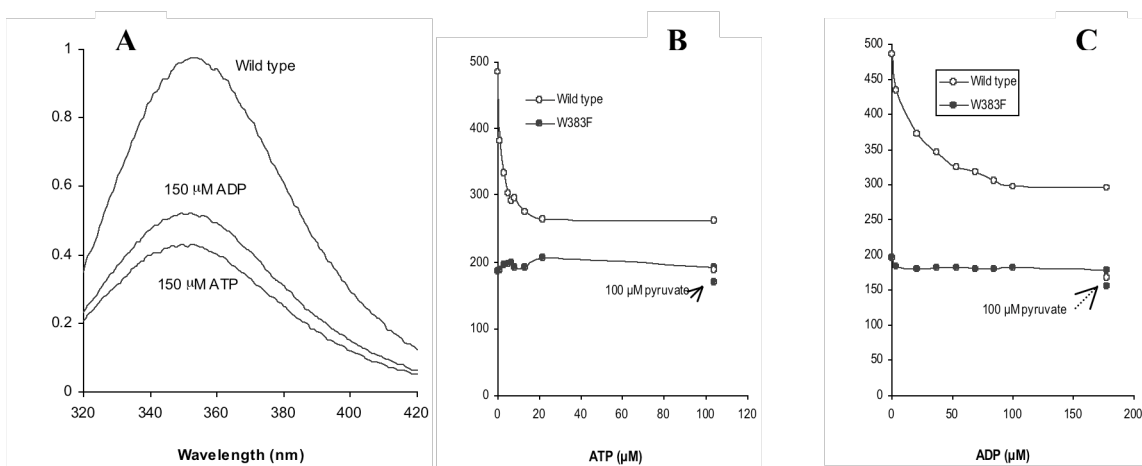 A
Wild type
150 µM ADP
150 µM ATP
1
0.8
0.6
0.4
0.2
0
320
340
360
380
400
420
Wavelength (nm)
B
500
400
300
200
100
0
Wild type
W383F
100 µM pyruvate
0
20
40
60
80
100
120
ATP (µM)
C
500
450
400
350
300
250
200
150
100
50
0
Wild type
W383F
100 µM pyruvate
0
50
100
150
200
ADP (µM)